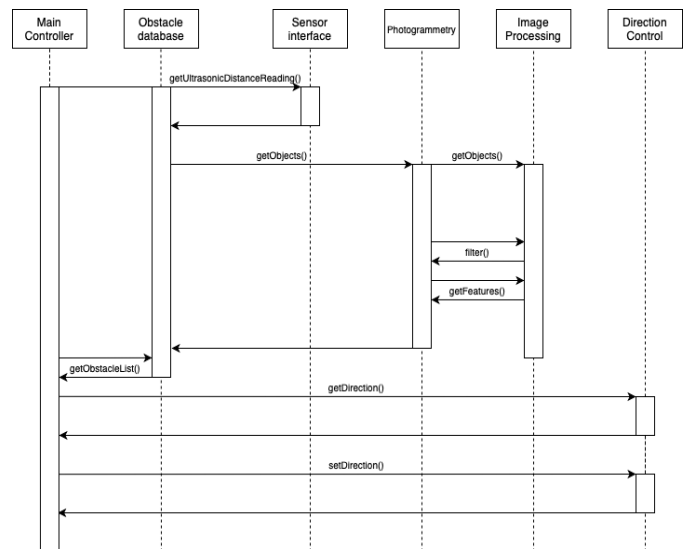 Main
Controller
Obstacle
database
Sensor
interface
Photogrammetry
Image
Processing
Direction
Control
getUltrasonicDistanceReading()
getObjects()
getObjects()
filter()
getFeatures()
getObstacleList()
getDirection()
setDirection()